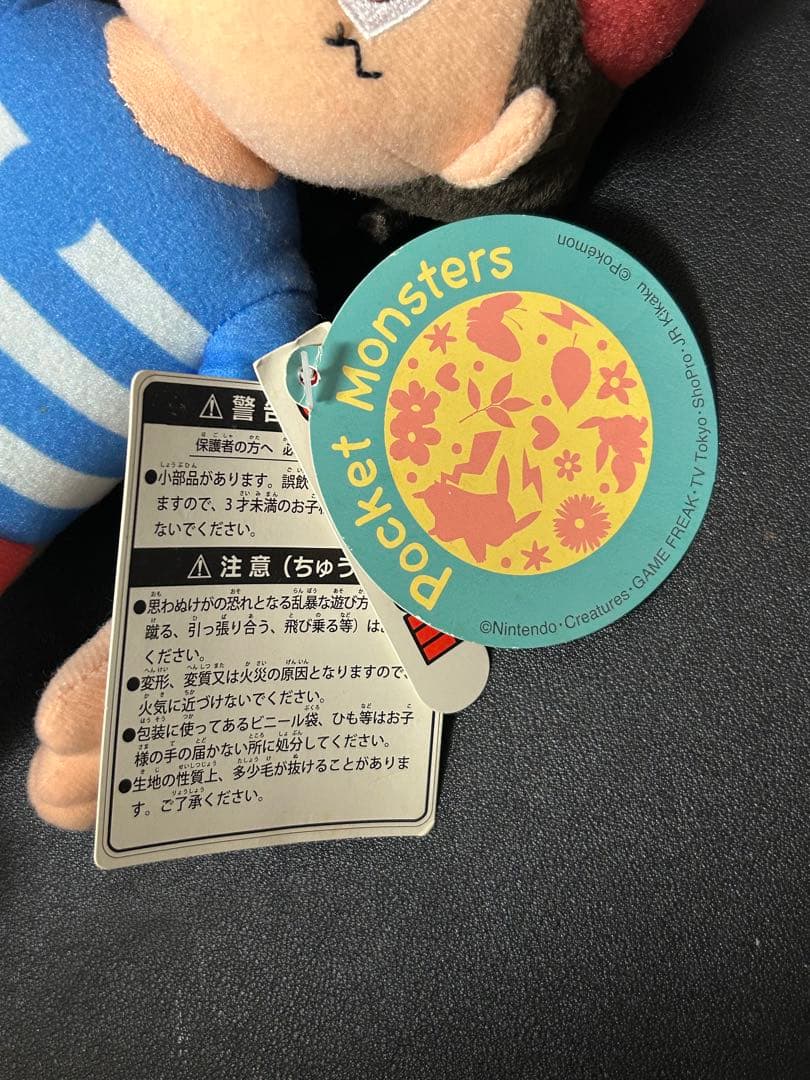 Pocket Monsters
©Nintendo・Creatures・GAME FREAK・TV Tokyo・ShoPro・JR Kikaku ©Pokémon
警告
保護者の方へ 必
●小部品があります。誤飲
ますので、3才未満のお子
ないでください。
注意（ちゅう
●思わぬけがの恐れとなる乱暴な遊び方
蹴る、引っ張り合う、飛び乗る等）は
ください。
●変形、変質又は火災の原因となりますので、
火気に近づけないでください。
●包装に使ってあるビニール袋、ひも等はお子
様の手の届かない所に処分してください。
●生地の性質上、多少毛が抜けることがありま
す。ご了承ください。